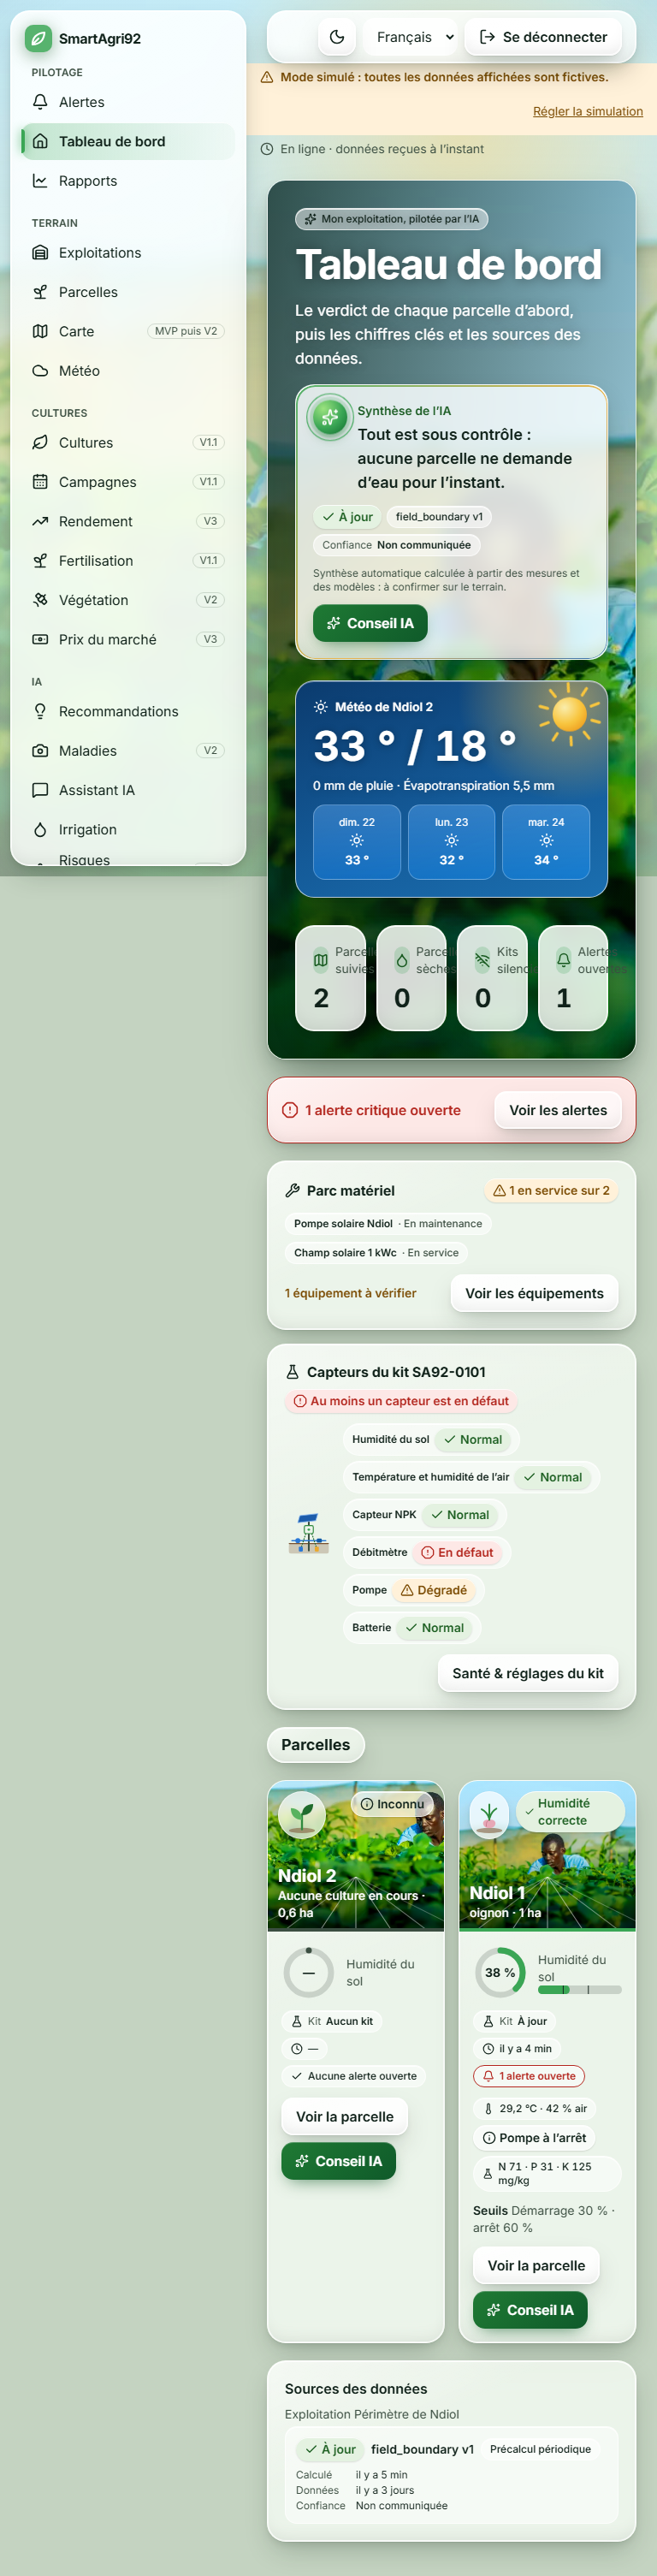 SmartAgri92
PILOTAGE
Alertes
Tableau de bord
Rapports
TERRAIN
Exploitations
Parcelles
Carte
MVP puis V2
Météo
CULTURES
Cultures
V1.1
Campagnes
V1.1
Rendement
V3
Fertilisation
V1.1
Végétation
V2
Prix du marché
V3
IA
Recommandations
Maladies
V2
Assistant IA
Irrigation
Risques
Français
Se déconnecter
Mode simulé : toutes les données affichées sont fictives.
Régler la simulation
En ligne · données reçues à l'instant
Mon exploitation, pilotée par l'IA
Tableau de bord
Le verdict de chaque parcelle d'abord,
puis les chiffres clés et les sources des
données.
Synthèse de l'IA
Tout est sous contrôle :
aucune parcelle ne demande
d'eau pour l'instant.
À jour
field_boundary v1
Confiance Non communiquée
Synthèse automatique calculée à partir des mesures et
des modèles : à confirmer sur le terrain.
Conseil IA
Météo de Ndiol 2
33 ° / 18 °
0 mm de pluie · Évapotranspiration 5,5 mm
dim. 22
33 °
lun. 23
32 °
mar. 24
34 °
suivies
2
sèches
0
Kits
0
ouvertes
1
1 alerte critique ouverte
Voir les alertes
Parc matériel
1 en service sur 2
Pompe solaire Ndiol · En maintenance
Champ solaire 1 kWc · En service
1 équipement à vérifier
Voir les équipements
Capteurs du kit SA92-0101
Au moins un capteur est en défaut
Humidité du sol Normal
Température et humidité de l'air Normal
Capteur NPK Normal
Débitmètre En défaut
Pompe Dégradé
Batterie Normal
Santé & réglages du kit
Parcelles
Inconnu
Ndiol 2
Aucune culture en cours ·
0,6 ha
—
Humidité du
sol
Kit Aucun kit
—
Aucune alerte ouverte
Voir la parcelle
Conseil IA
Humidité
correcte
Ndiol 1
oignon · 1 ha
38 %
Humidité du
sol
Kit À jour
il y a 4 min
1 alerte ouverte
29,2 °C · 42 % air
Pompe à l'arrêt
N 71 · P 31 · K 125
mg/kg
Seuils Démarrage 30 % ·
arrêt 60 %
Voir la parcelle
Conseil IA
Sources des données
Exploitation Périmètre de Ndiol
À jour
field_boundary v1
Précalcul périodique
Calculé il y a 5 min
Données il y a 3 jours
Confiance Non communiquée